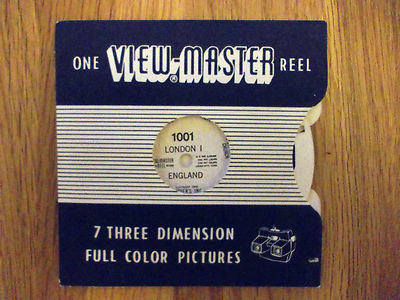 ONE VIEW-MASTER® REEL
1001
LONDON I
ENGLAND
7 THREE DIMENSION
FULL COLOR PICTURES